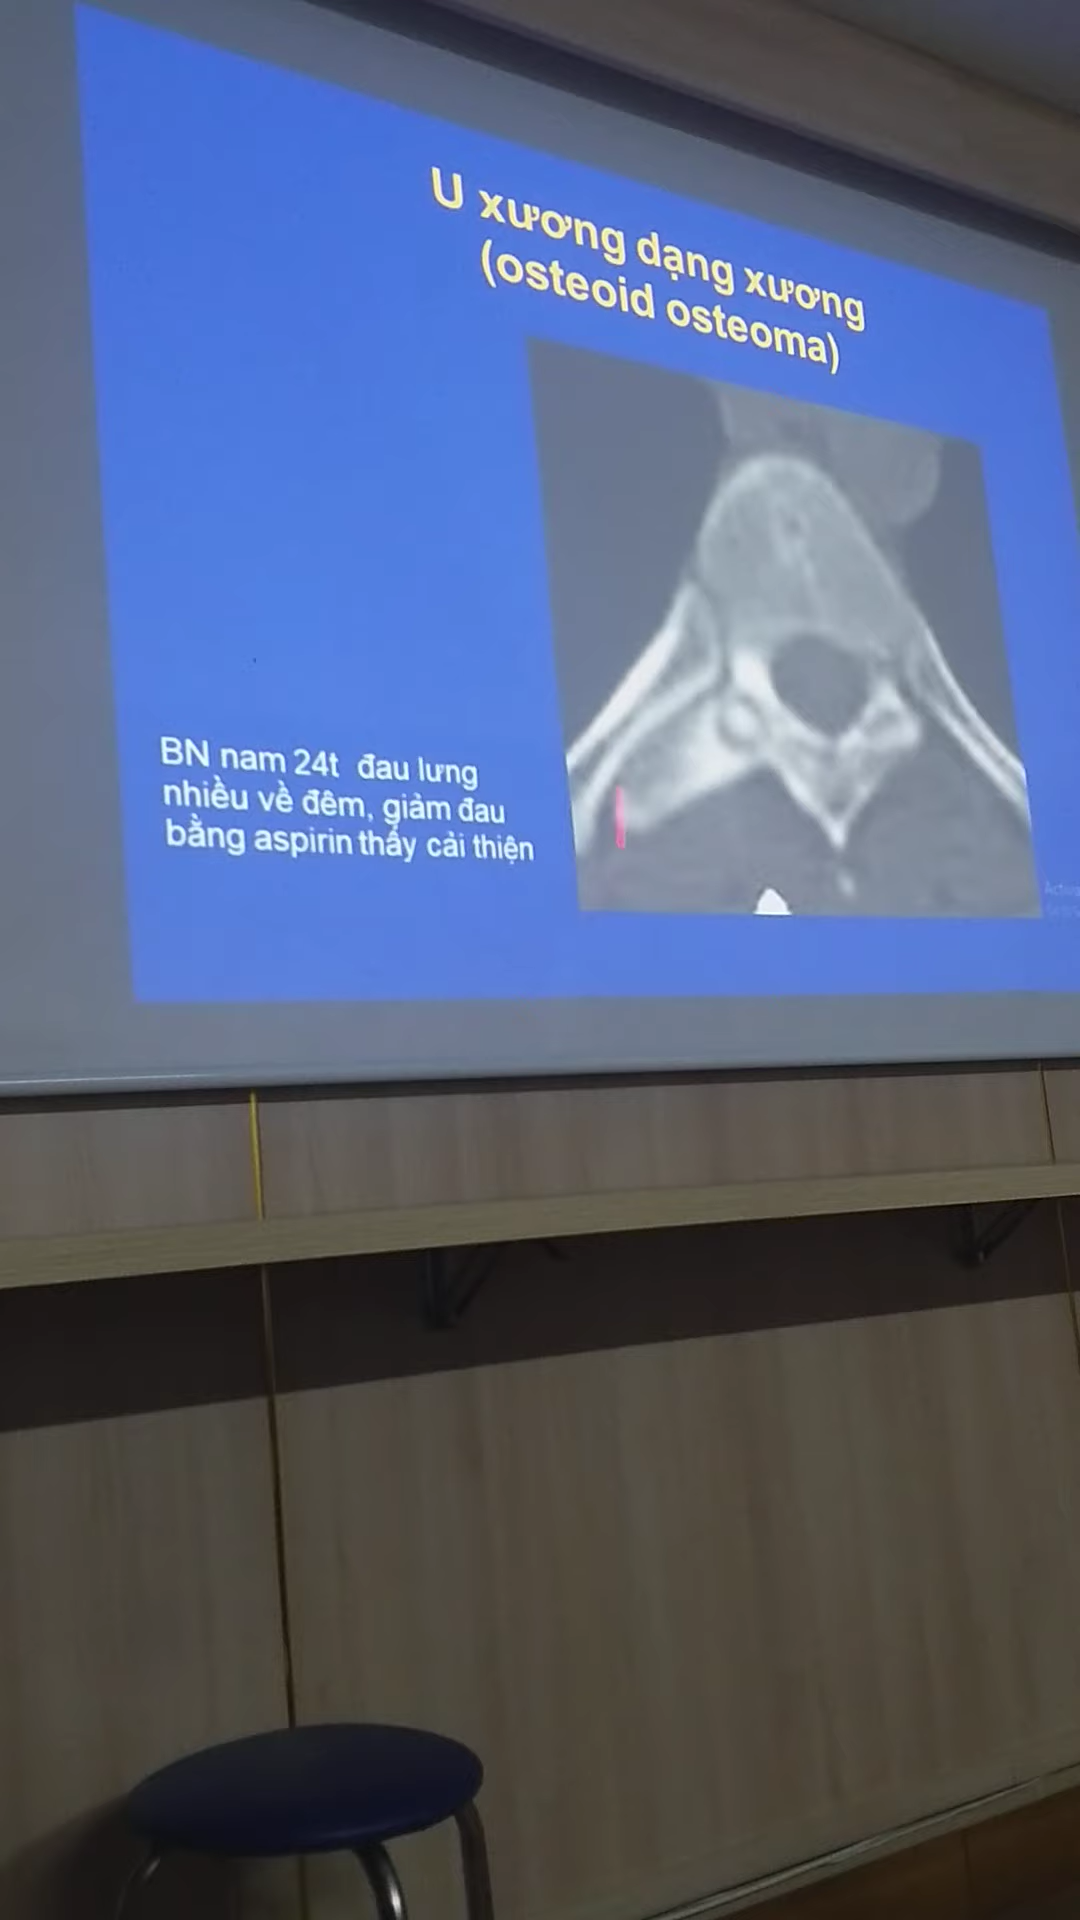 U xương dạng xương
(osteoid osteoma)
BN nam 24t đau lưng
nhiều về đêm, giảm đau
bằng aspirin thấy cải thiện